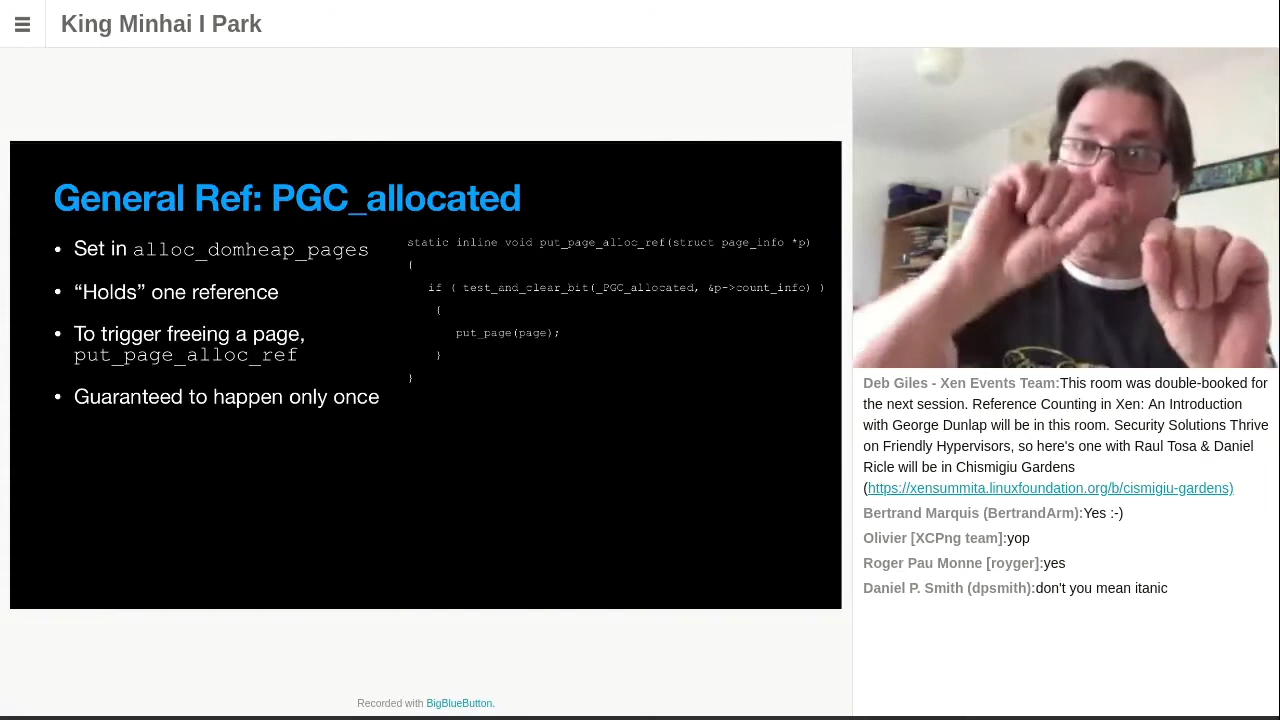 King Minhai I Park
General Ref: PGC_allocated
• Set in alloc_domheap_pages
• “Holds” one reference
• To trigger freeing a page,
put_page_alloc_ref
• Guaranteed to happen only once
static inline void put_page_alloc_ref(struct page_info *p)
{
if ( test_and_clear_bit(_PGC_allocated, &p->count_info) )
{
put_page(page);
}
}
Deb Giles - Xen Events Team:This room was double-booked for
the next session. Reference Counting in Xen: An Introduction
with George Dunlap will be in this room. Security Solutions Thrive
on Friendly Hypervisors, so here's one with Raul Tosa & Daniel
Ricle will be in Chismigiu Gardens
(https://xensummita.linuxfoundation.org/b/cismigiu-gardens)
Bertrand Marquis (BertrandArm):Yes :-)
Olivier [XCPng team]:yop
Roger Pau Monne [royger]:yes
Daniel P. Smith (dpsmith):don't you mean itanic
Recorded with BigBlueButton.